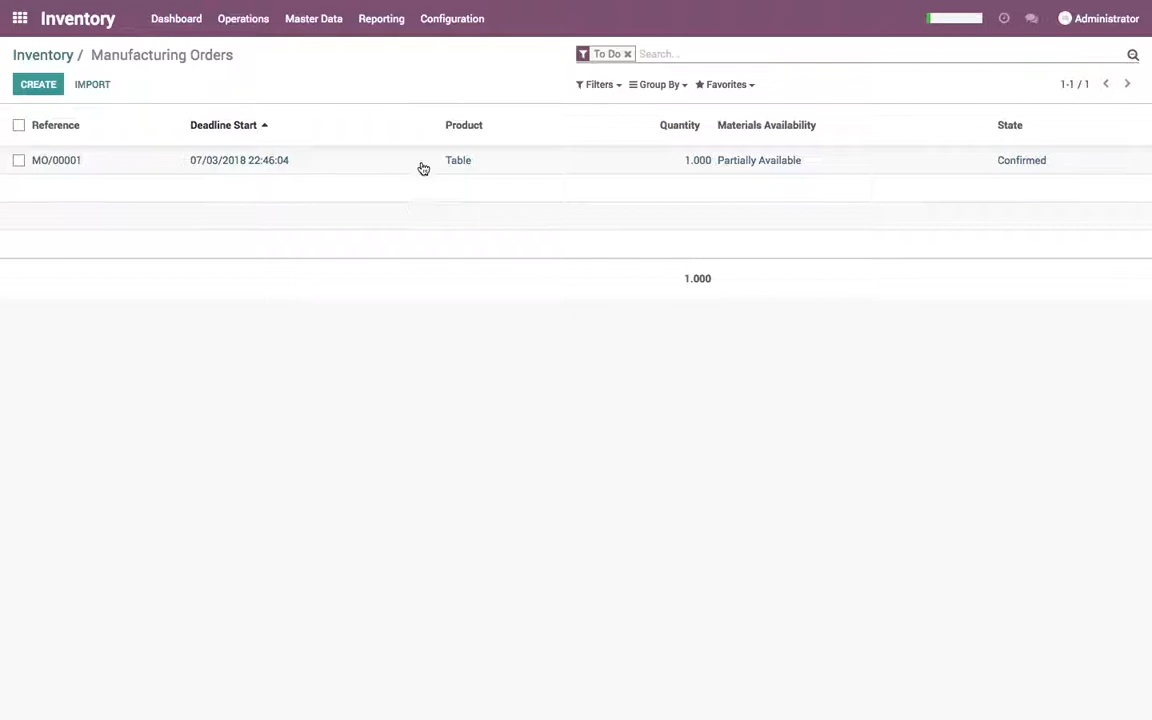 Inventory Dashboard Operations Master Data Reporting Configuration Administrator
Inventory / Manufacturing Orders To Do Search...
CREATE IMPORT Filters Group By Favorites 1-1 / 1
Reference Deadline Start Product Quantity Materials Availability State
MO/00001 07/03/2018 22:46:04 Table 1.000 Partially Available Confirmed
1.000